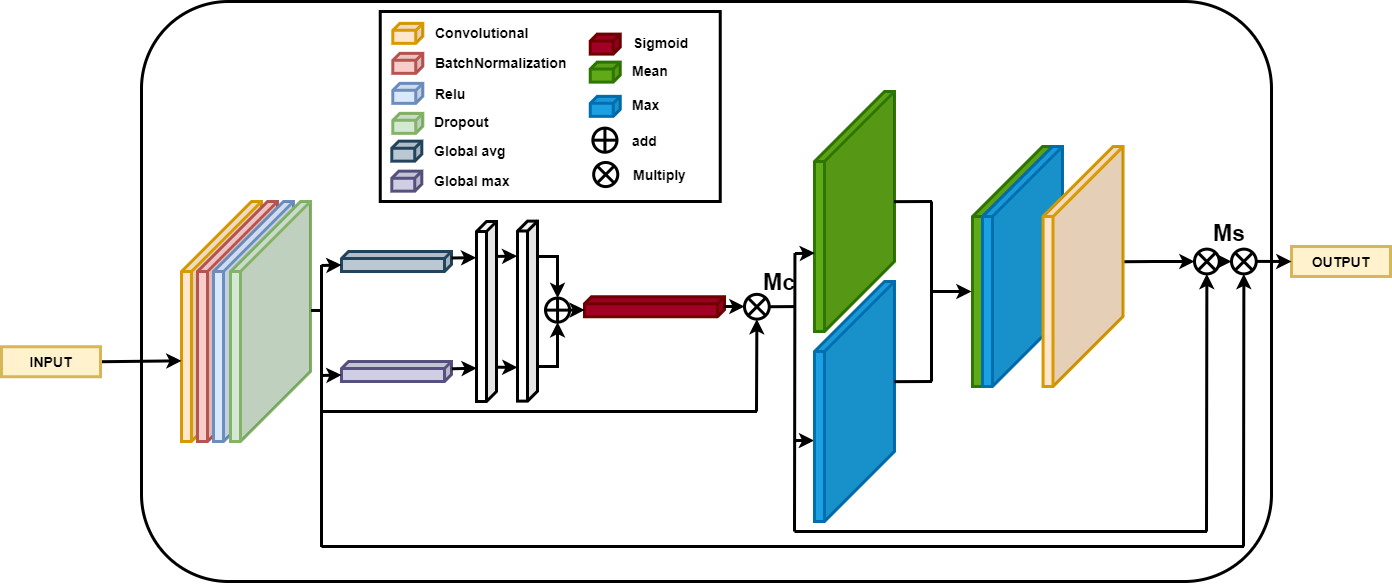 Convolutional
BatchNormalization
Relu
Dropout
Global avg
Global max
Sigmoid
Mean
Max
add
Multiply
INPUT
Mc
Ms
OUTPUT